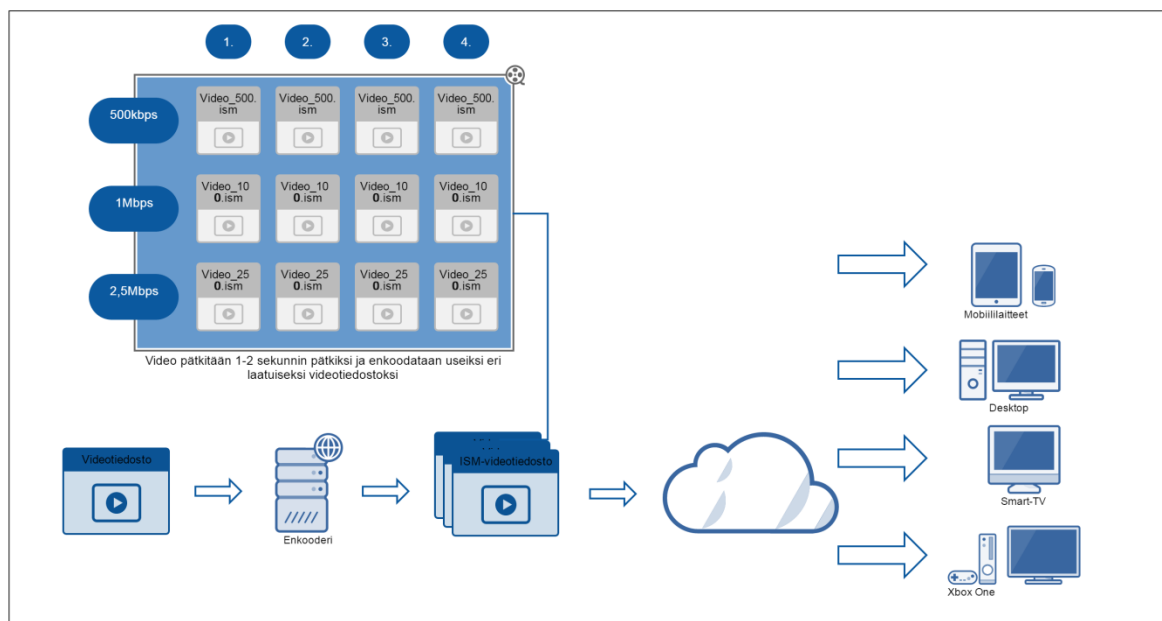 1.
2.
3.
4.
500kbps
Video_500.
ism
Video_500.
ism
Video_500.
ism
Video_500.
ism
1Mbps
Video_10
0.ism
Video_10
0.ism
Video_10
0.ism
Video_10
0.ism
2,5Mbps
Video_25
0.ism
Video_25
0.ism
Video_25
0.ism
Video_25
0.ism
Video pätkitään 1-2 sekunnin pätkiksi ja enkoodataan useiksi eri
laatuiseksi videotiedostoksi
Videotiedosto
Enkooderi
ISM-videotiedosto
Mobiililaitteet
Desktop
Smart-TV
Xbox One